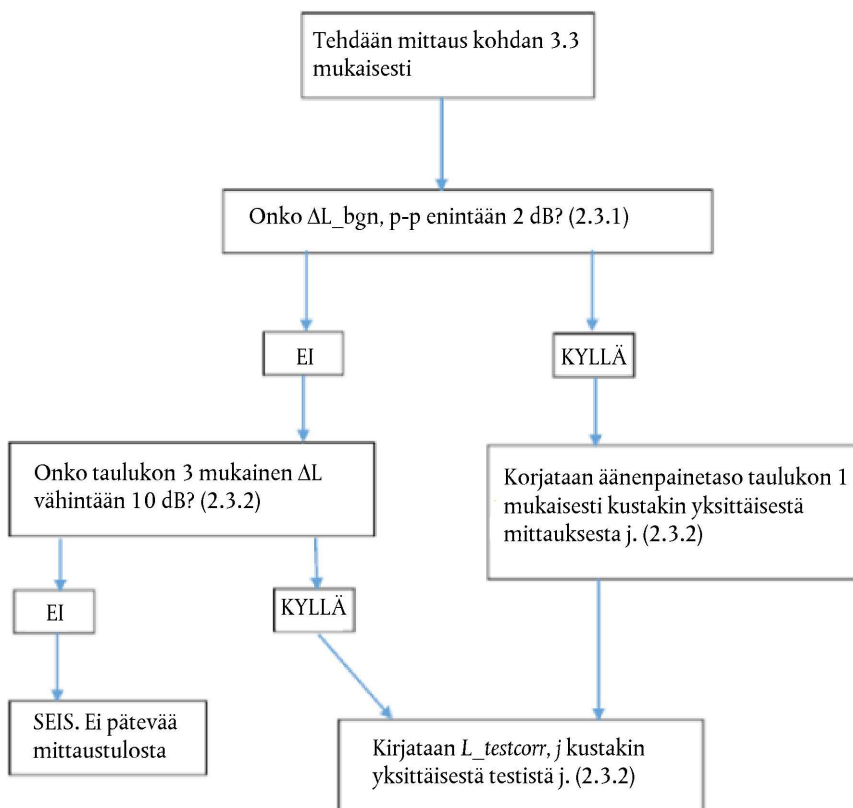 Tehdään mittaus kohdan 3.3
mukaisesti
Onko ΔL_bgn, p-p enintään 2 dB? (2.3.1)
EI
KYLLÄ
Onko taulukon 3 mukainen ΔL
vähintään 10 dB? (2.3.2)
Korjataan äänenpainetaso taulukon 1
mukaisesti kustakin yksittäisestä
mittauksesta j. (2.3.2)
EI
KYLLÄ
SEIS. Ei pätevää
mittaustulosta
Kirjataan L_testcorr, j kustakin
yksittäisestä testistä j. (2.3.2)